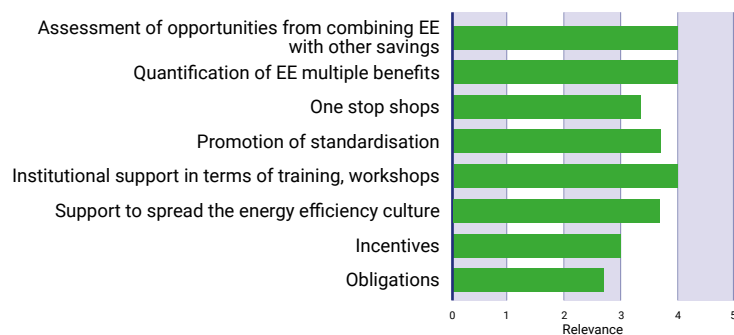 Assessment of opportunities from combining EE
with other savings
Quantification of EE multiple benefits
One stop shops
Promotion of standardisation
Institutional support in terms of training, workshops
Support to spread the energy efficiency culture
Incentives
Obligations
0 1 2 3 4 5
Relevance